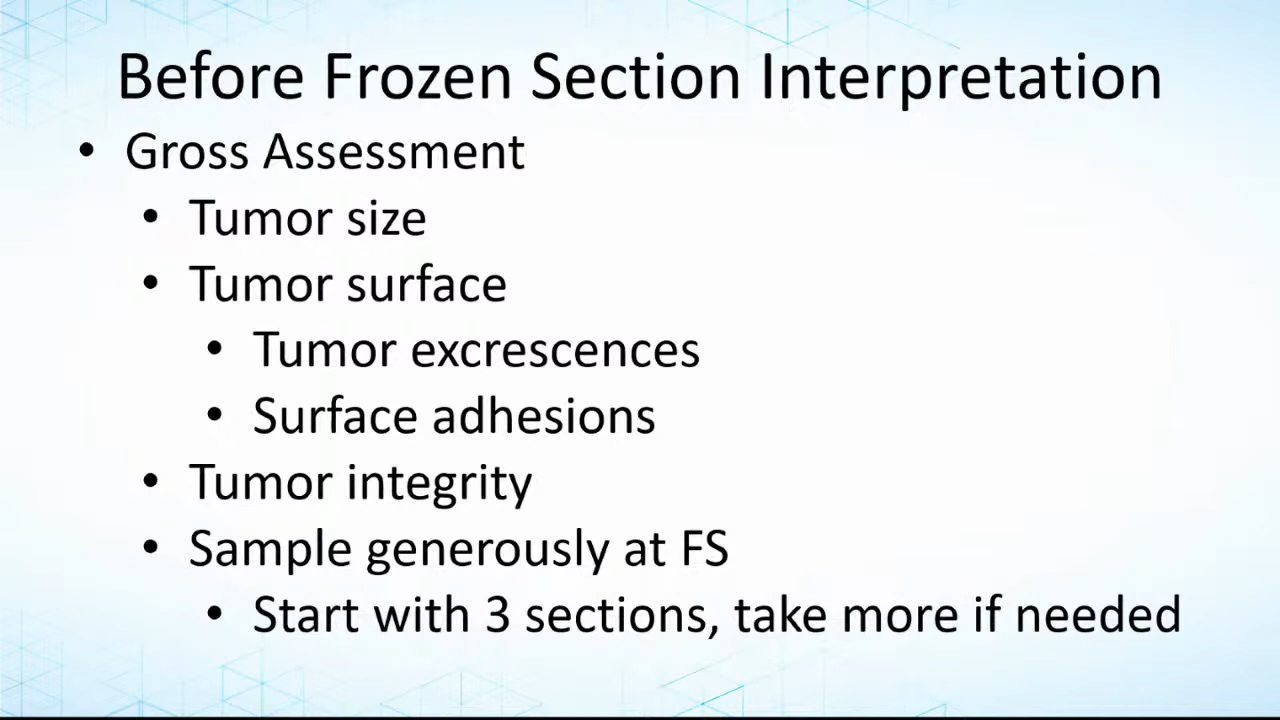 Before Frozen Section Interpretation
• Gross Assessment
• Tumor size
• Tumor surface
• Tumor excrescences
• Surface adhesions
• Tumor integrity
• Sample generously at FS
• Start with 3 sections, take more if needed